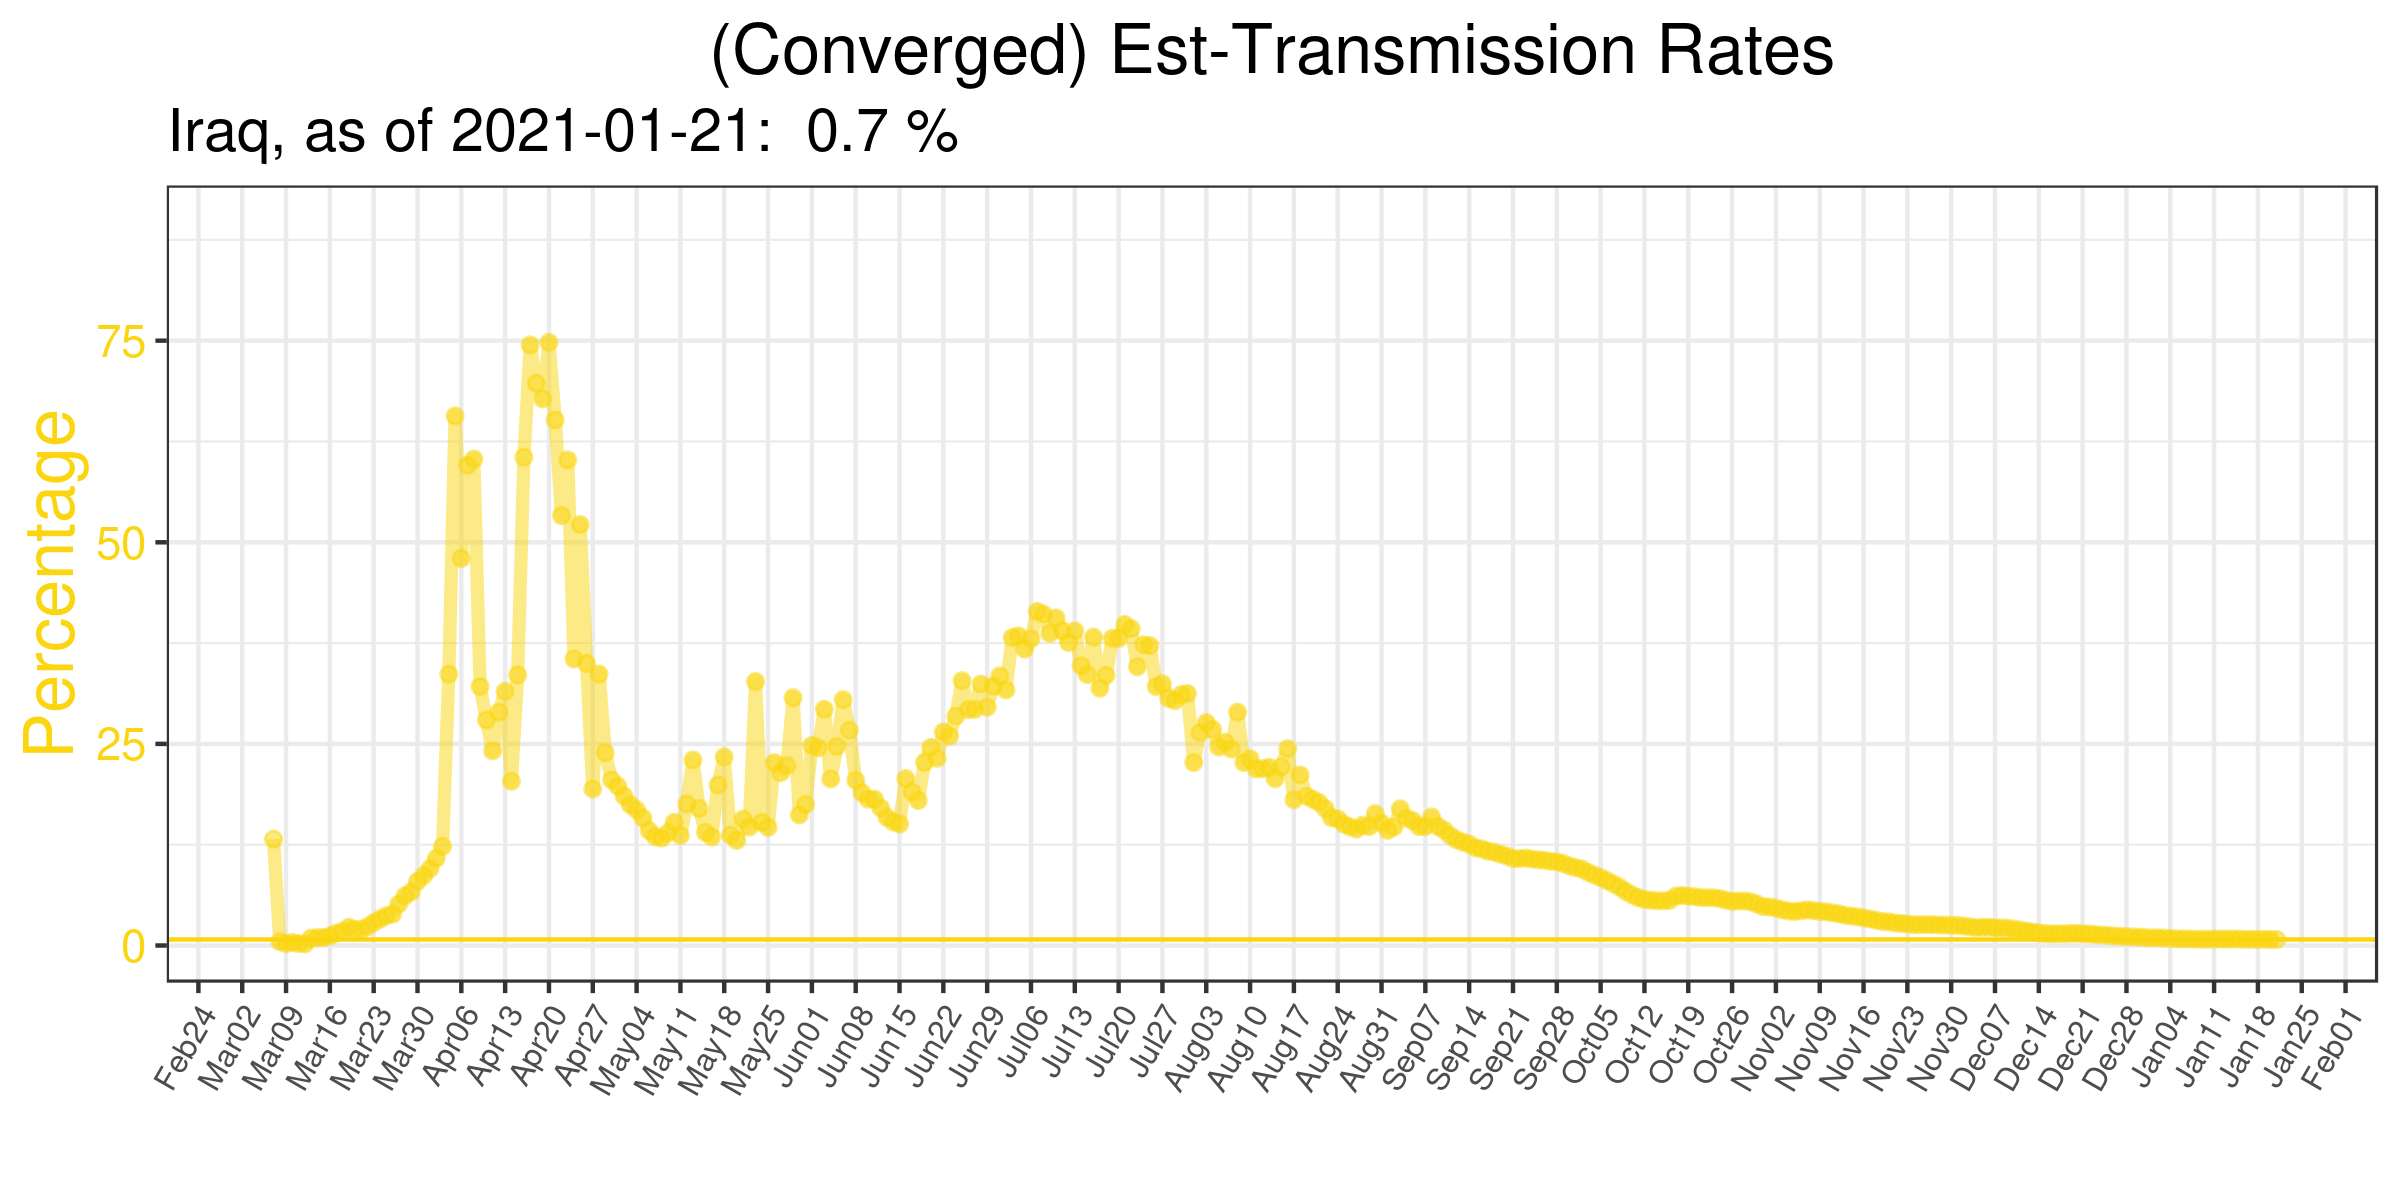 (Converged) Est-Transmission Rates
Iraq, as of 2021-01-21:  0.7 %
Percentage
75
50
25
0
Feb24
Mar02
Mar09
Mar16
Mar23
Mar30
Apr06
Apr13
Apr20
Apr27
May04
May11
May18
May25
Jun01
Jun08
Jun15
Jun22
Jun29
Jul06
Jul13
Jul20
Jul27
Aug03
Aug10
Aug17
Aug24
Aug31
Sep07
Sep14
Sep21
Sep28
Oct05
Oct12
Oct19
Oct26
Nov02
Nov09
Nov16
Nov23
Nov30
Dec07
Dec14
Dec21
Dec28
Jan04
Jan11
Jan18
Jan25
Feb01